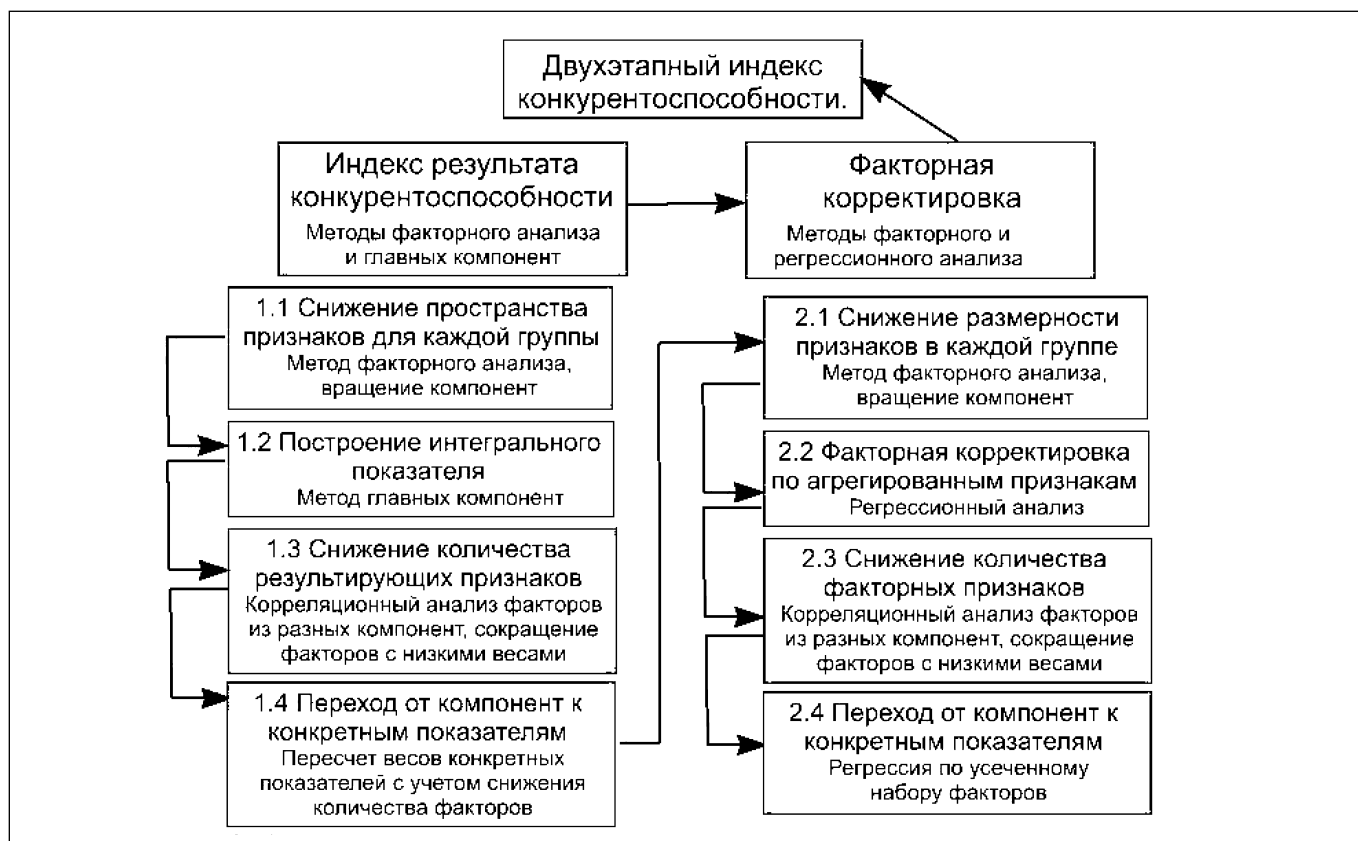 Двухэтапный индекс
конкурентоспособности.
Индекс результата
конкурентоспособности
Методы факторного анализа
и главных компонент
Факторная
корректировка
Методы факторного и
регрессионного анализа
1.1 Снижение пространства
признаков для каждой группы
Метод факторного анализа,
вращение компонент
1.2 Построение интегрального
показателя
Метод главных компонент
1.3 Снижение количества
результирующих признаков
Корреляционный анализ факторов
из разных компонент, сокращение
факторов с низкими весами
1.4 Переход от компонент к
конкретным показателям
Пересчет весов конкретных
показателей с учетом снижения
количества факторов
2.1 Снижение размерности
признаков в каждой группе
Метод факторного анализа,
вращение компонент
2.2 Факторная корректировка
по агрегированным признакам
Регрессионный анализ
2.3 Снижение количества
факторных признаков
Корреляционный анализ факторов
из разных компонент, сокращение
факторов с низкими весами
2.4 Переход от компонент к
конкретным показателям
Регрессия по усеченному
набору факторов